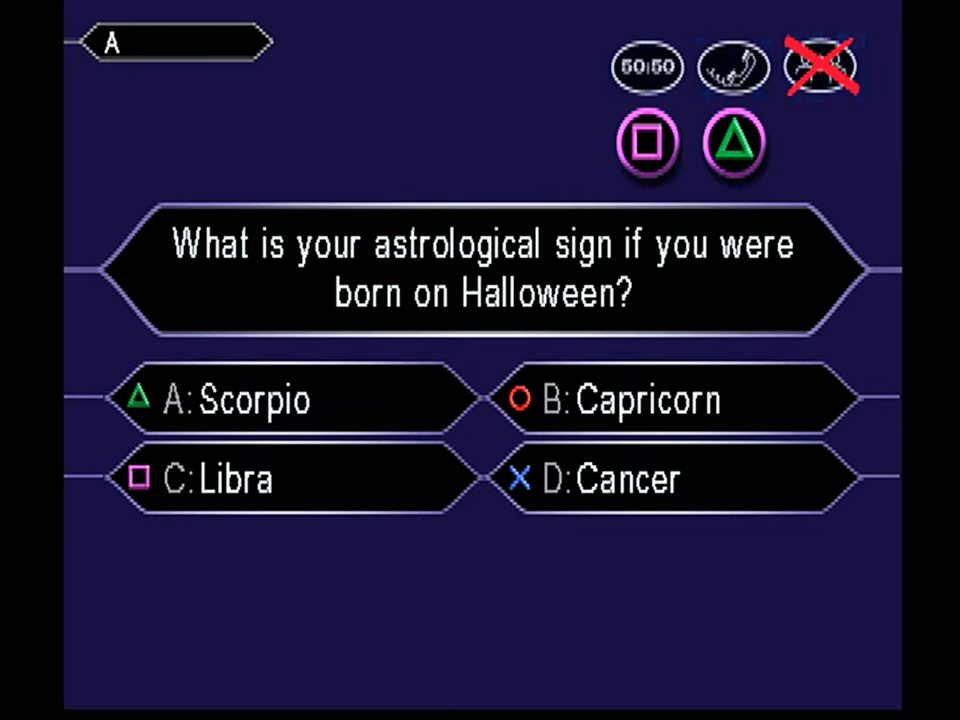 A
50:50
What is your astrological sign if you were
born on Halloween?
A: Scorpio
B: Capricorn
C: Libra
D: Cancer